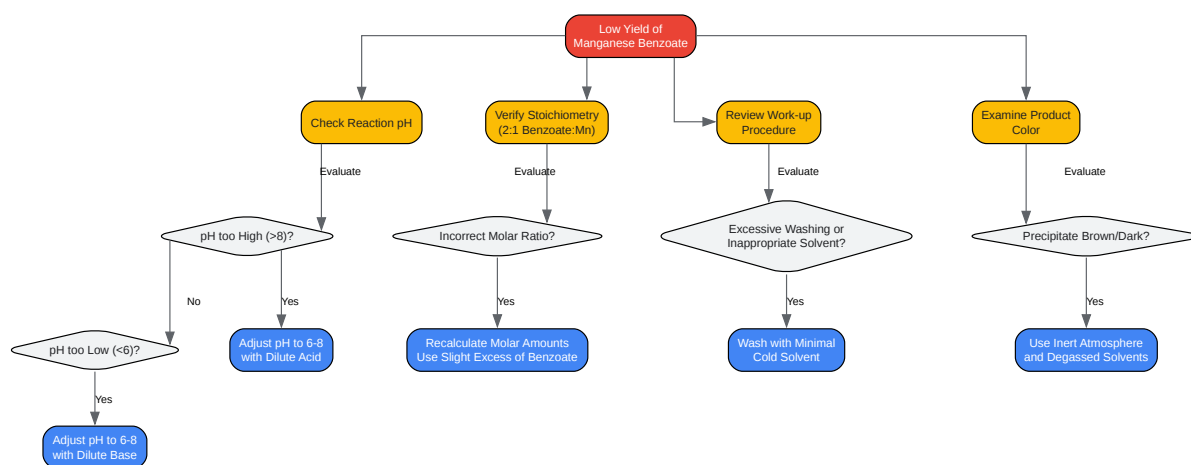 Low Yield of
Manganese Benzoate
Check Reaction pH
Verify Stoichiometry
(2:1 Benzoate:Mn)
Review Work-up
Procedure
Examine Product
Color
Evaluate
Evaluate
Evaluate
Evaluate
pH too High (>8)?
Incorrect Molar Ratio?
Excessive Washing or
Inappropriate Solvent?
Precipitate Brown/Dark?
No
Yes
Yes
Yes
Yes
pH too Low (<6)?
Adjust pH to 6-8
with Dilute Acid
Recalculate Molar Amounts
Use Slight Excess of Benzoate
Wash with Minimal
Cold Solvent
Use Inert Atmosphere
and Degassed Solvents
Yes
Adjust pH to 6-8
with Dilute Base